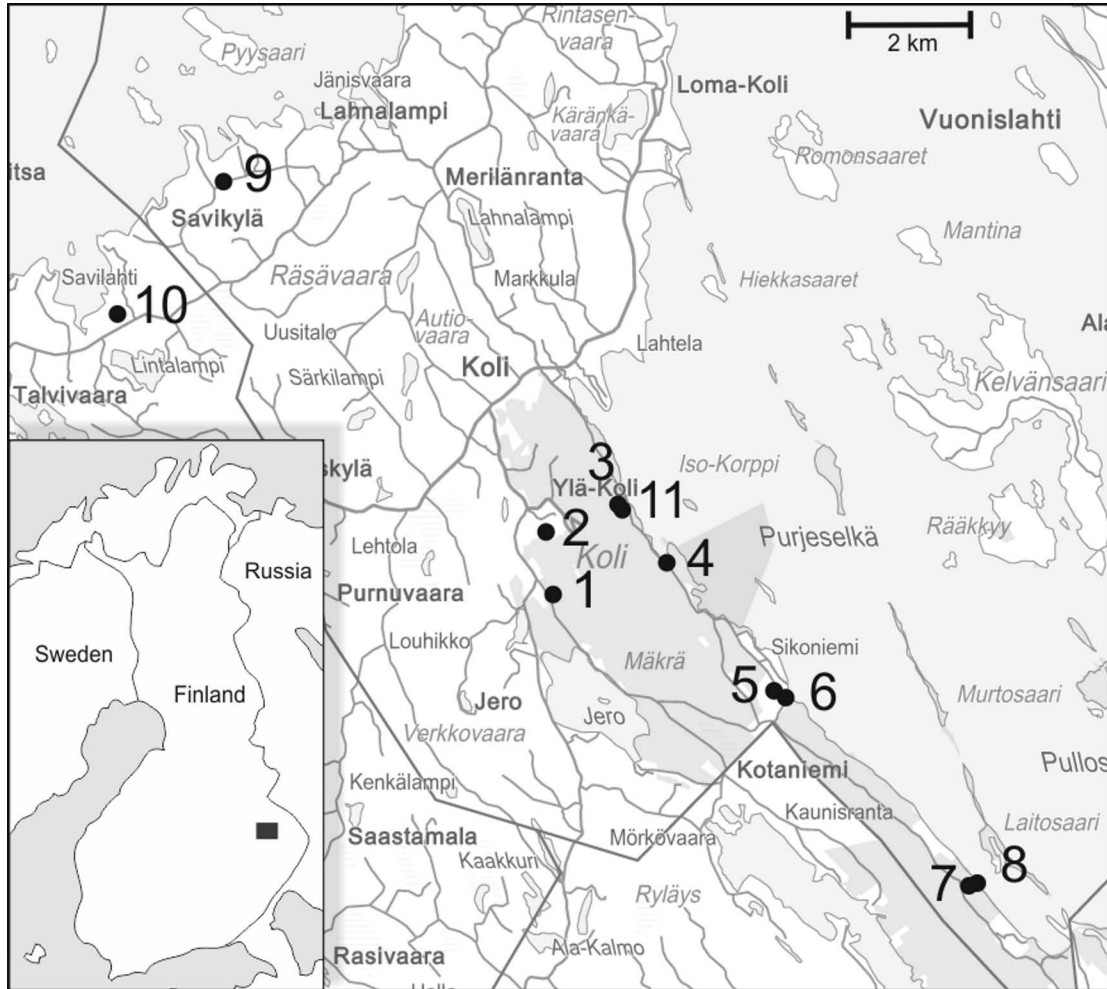 Rintasen-
vaara
2 km
Pyysaari
Jänisvaara
Lahnalampi
Loma-Koli
Käränkä-
vaara
Vuonislahti
Romonsaaret
itsa
9
Merilänranta
Savikylä
Lahnalampi
Mantina
Savilahti
Räsävaara
Markkula
Hiekkasaaret
10
Autio-
vaara
Uusitalo
Lahtela
Ala
Lintalampi
Koli
Särkilampi
Kelvänsaari
Talvivaara
3
Iso-Korppi
skylä
Ylä-Koli
11
Rääkkyy
Purjeselkä
2
Lehtola
Koli
4
Russia
1
Purnuvaara
Louhikko
Sikoniemi
Sweden
Mäkrä
5
6
Finland
Jero
Jero
Murtosaari
Verkkovaara
Kotaniemi
Pullos
Kenkälampi
Kaunisranta
Laitosaari
Saastamala
Mörkövaara
Kaakkuri
7
8
Ryläys
Rasivaara
Ala-Kalmo